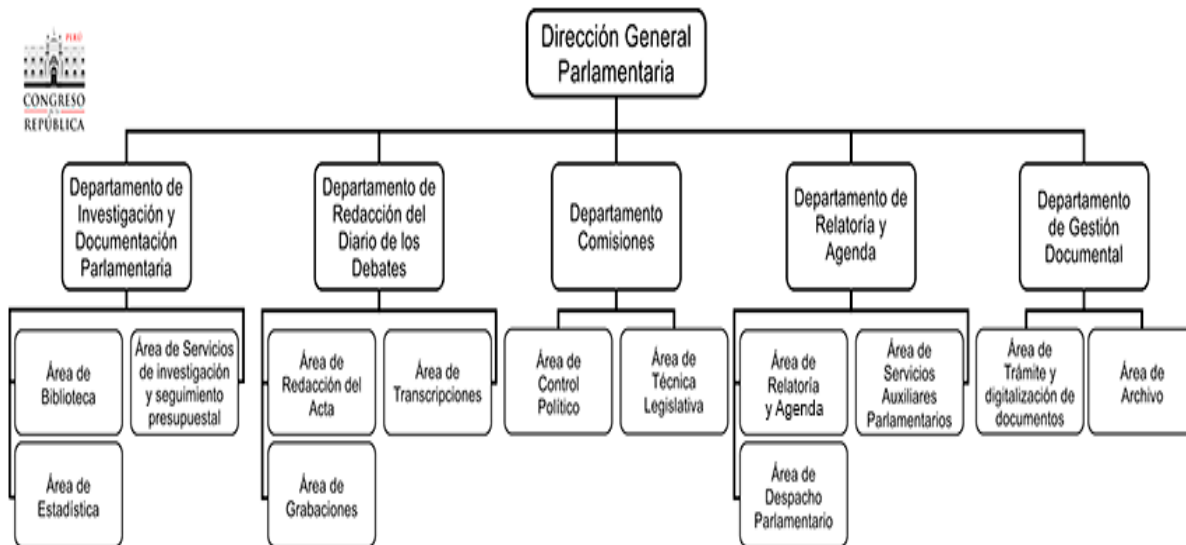 PERÚ
CONGRESO
de la
REPÚBLICA
Dirección General
Parlamentaria
Departamento de
Investigación y
Documentación
Parlamentaria
Departamento de
Redacción del
Diario de los
Debates
Departamento
Comisiones
Departamento de
Relatoría y
Agenda
Departamento
de Gestión
Documental
Área de
Biblioteca
Área de Servicios
de investigación
y seguimiento
presupuestal
Área de
Estadística
Área de
Redacción del
Acta
Área de
Transcripciones
Área de
Grabaciones
Área de
Control
Político
Área de
Técnica
Legislativa
Área de
Relatoría
y Agenda
Área de
Servicios
Auxiliares
Parlamentarios
Área de
Despacho
Parlamentario
Área de
Trámite y
digitalización de
documentos
Área de
Archivo